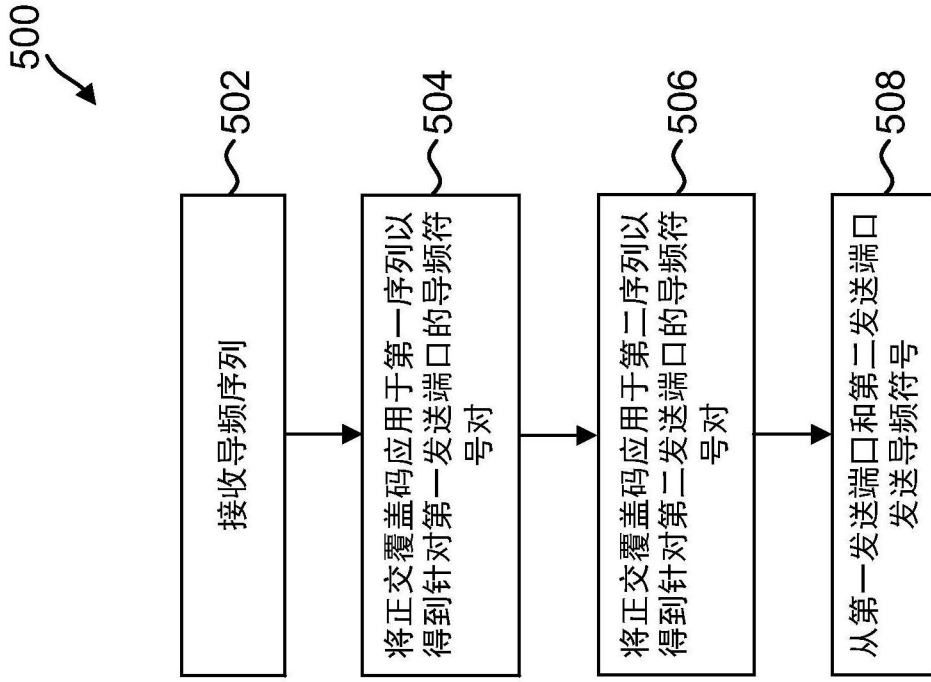 500
502
接收导频序列
504
将正交覆盖码应用于第一序列以
得到针对第一发送端口的导频符
号对
506
将正交覆盖码应用于第二序列以
得到针对第二发送端口的导频符
号对
508
从第一发送端口和第二发送端口
发送导频符号